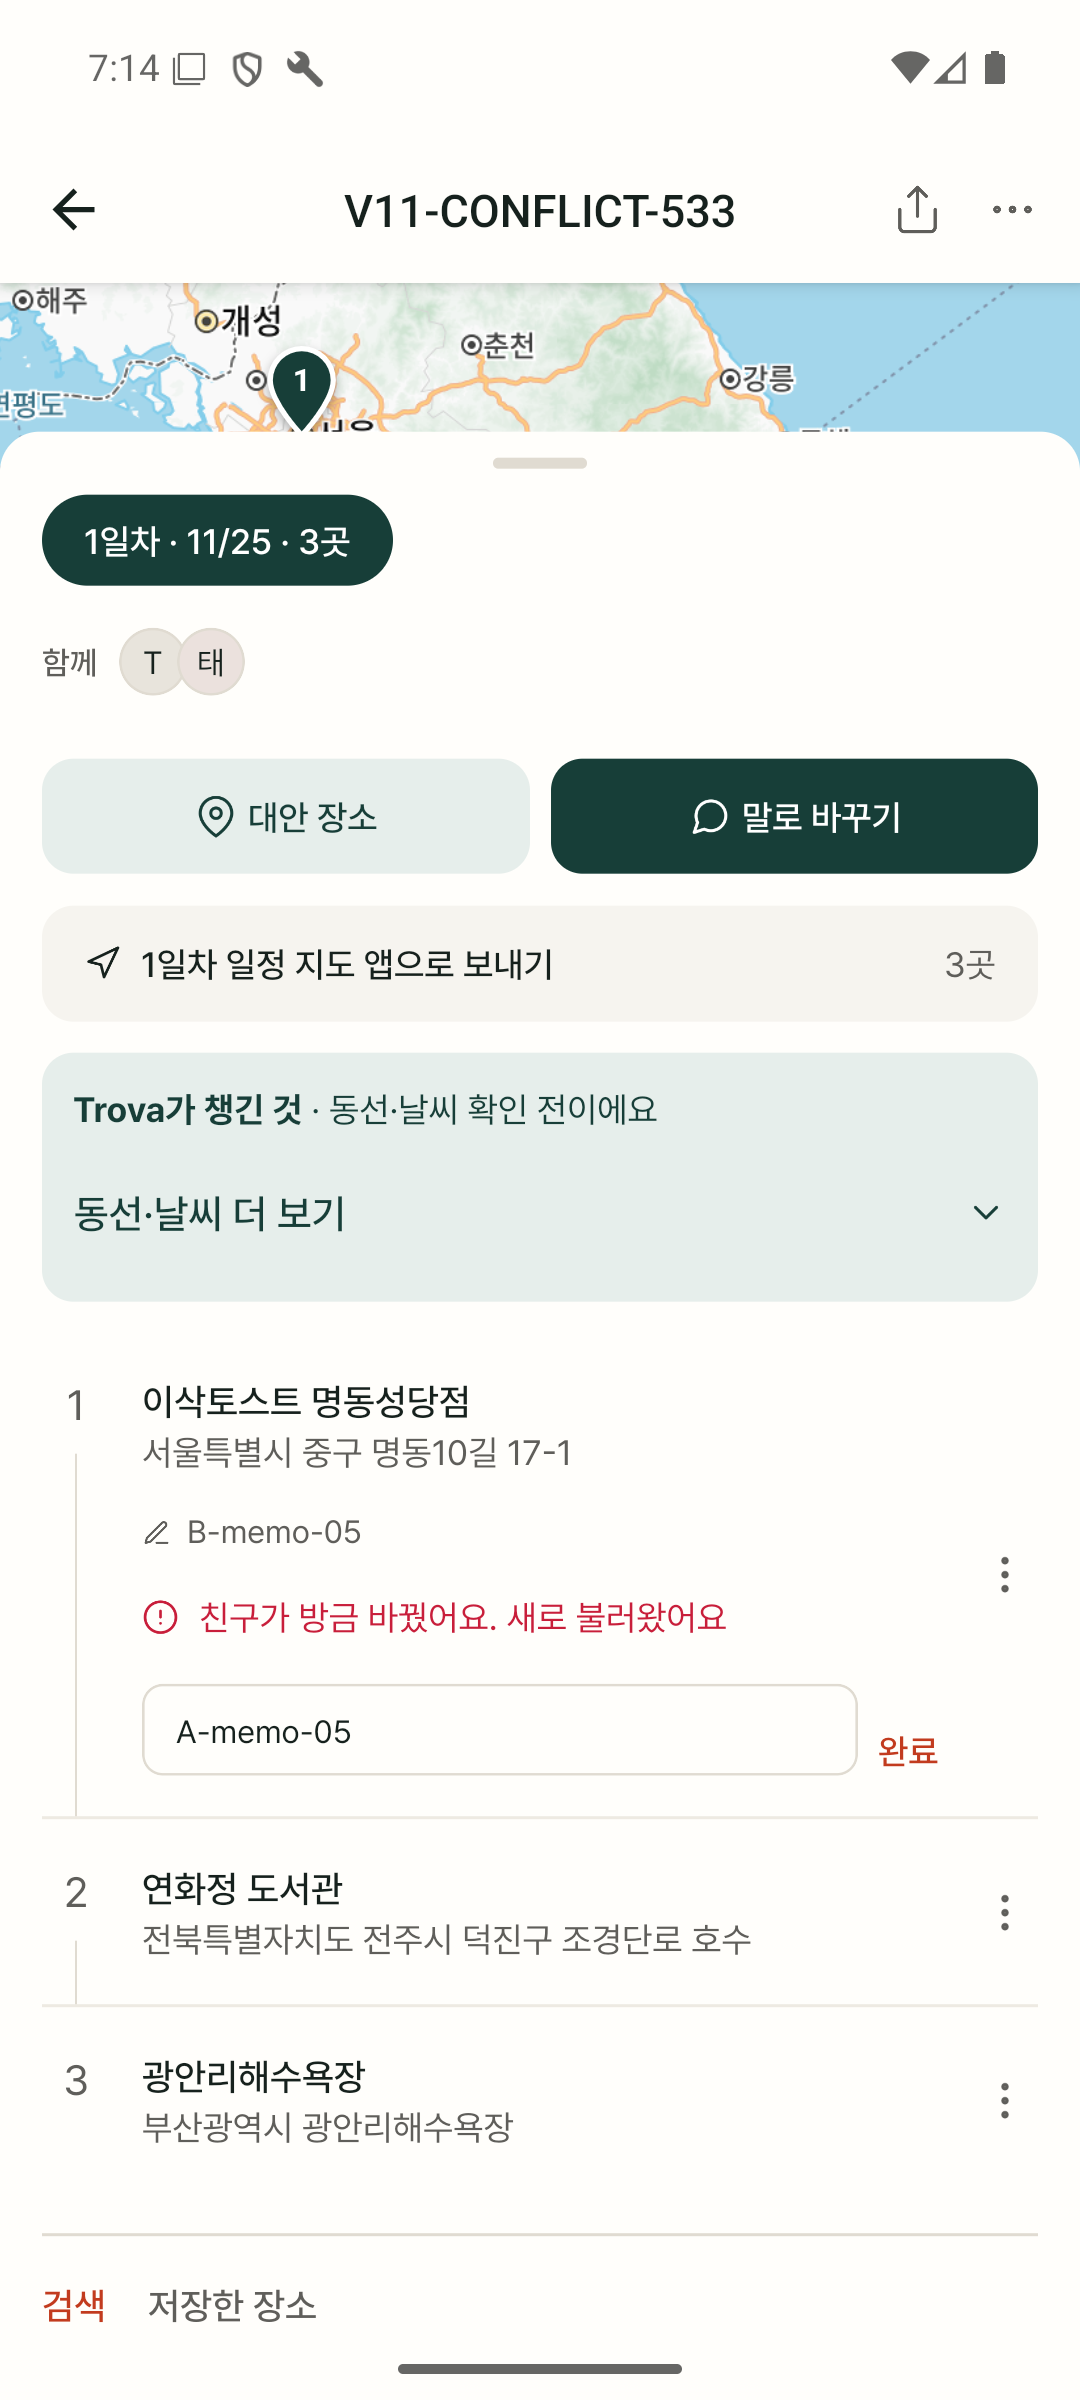 7:14
V11-CONFLICT-533
해주
개성
춘천
강릉
1
1일차 · 11/25 · 3곳
함께 T 태
대안 장소
말로 바꾸기
1일차 일정 지도 앱으로 보내기 3곳
Trova가 챙긴 것 · 동선·날씨 확인 전이에요
동선·날씨 더 보기
1 이삭토스트 명동성당점
서울특별시 중구 명동10길 17-1
B-memo-05
친구가 방금 바꿨어요. 새로 불러왔어요
A-memo-05
완료
2 연화정 도서관
전북특별자치도 전주시 덕진구 조경단로 호수
3 광안리해수욕장
부산광역시 광안리해수욕장
검색 저장한 장소